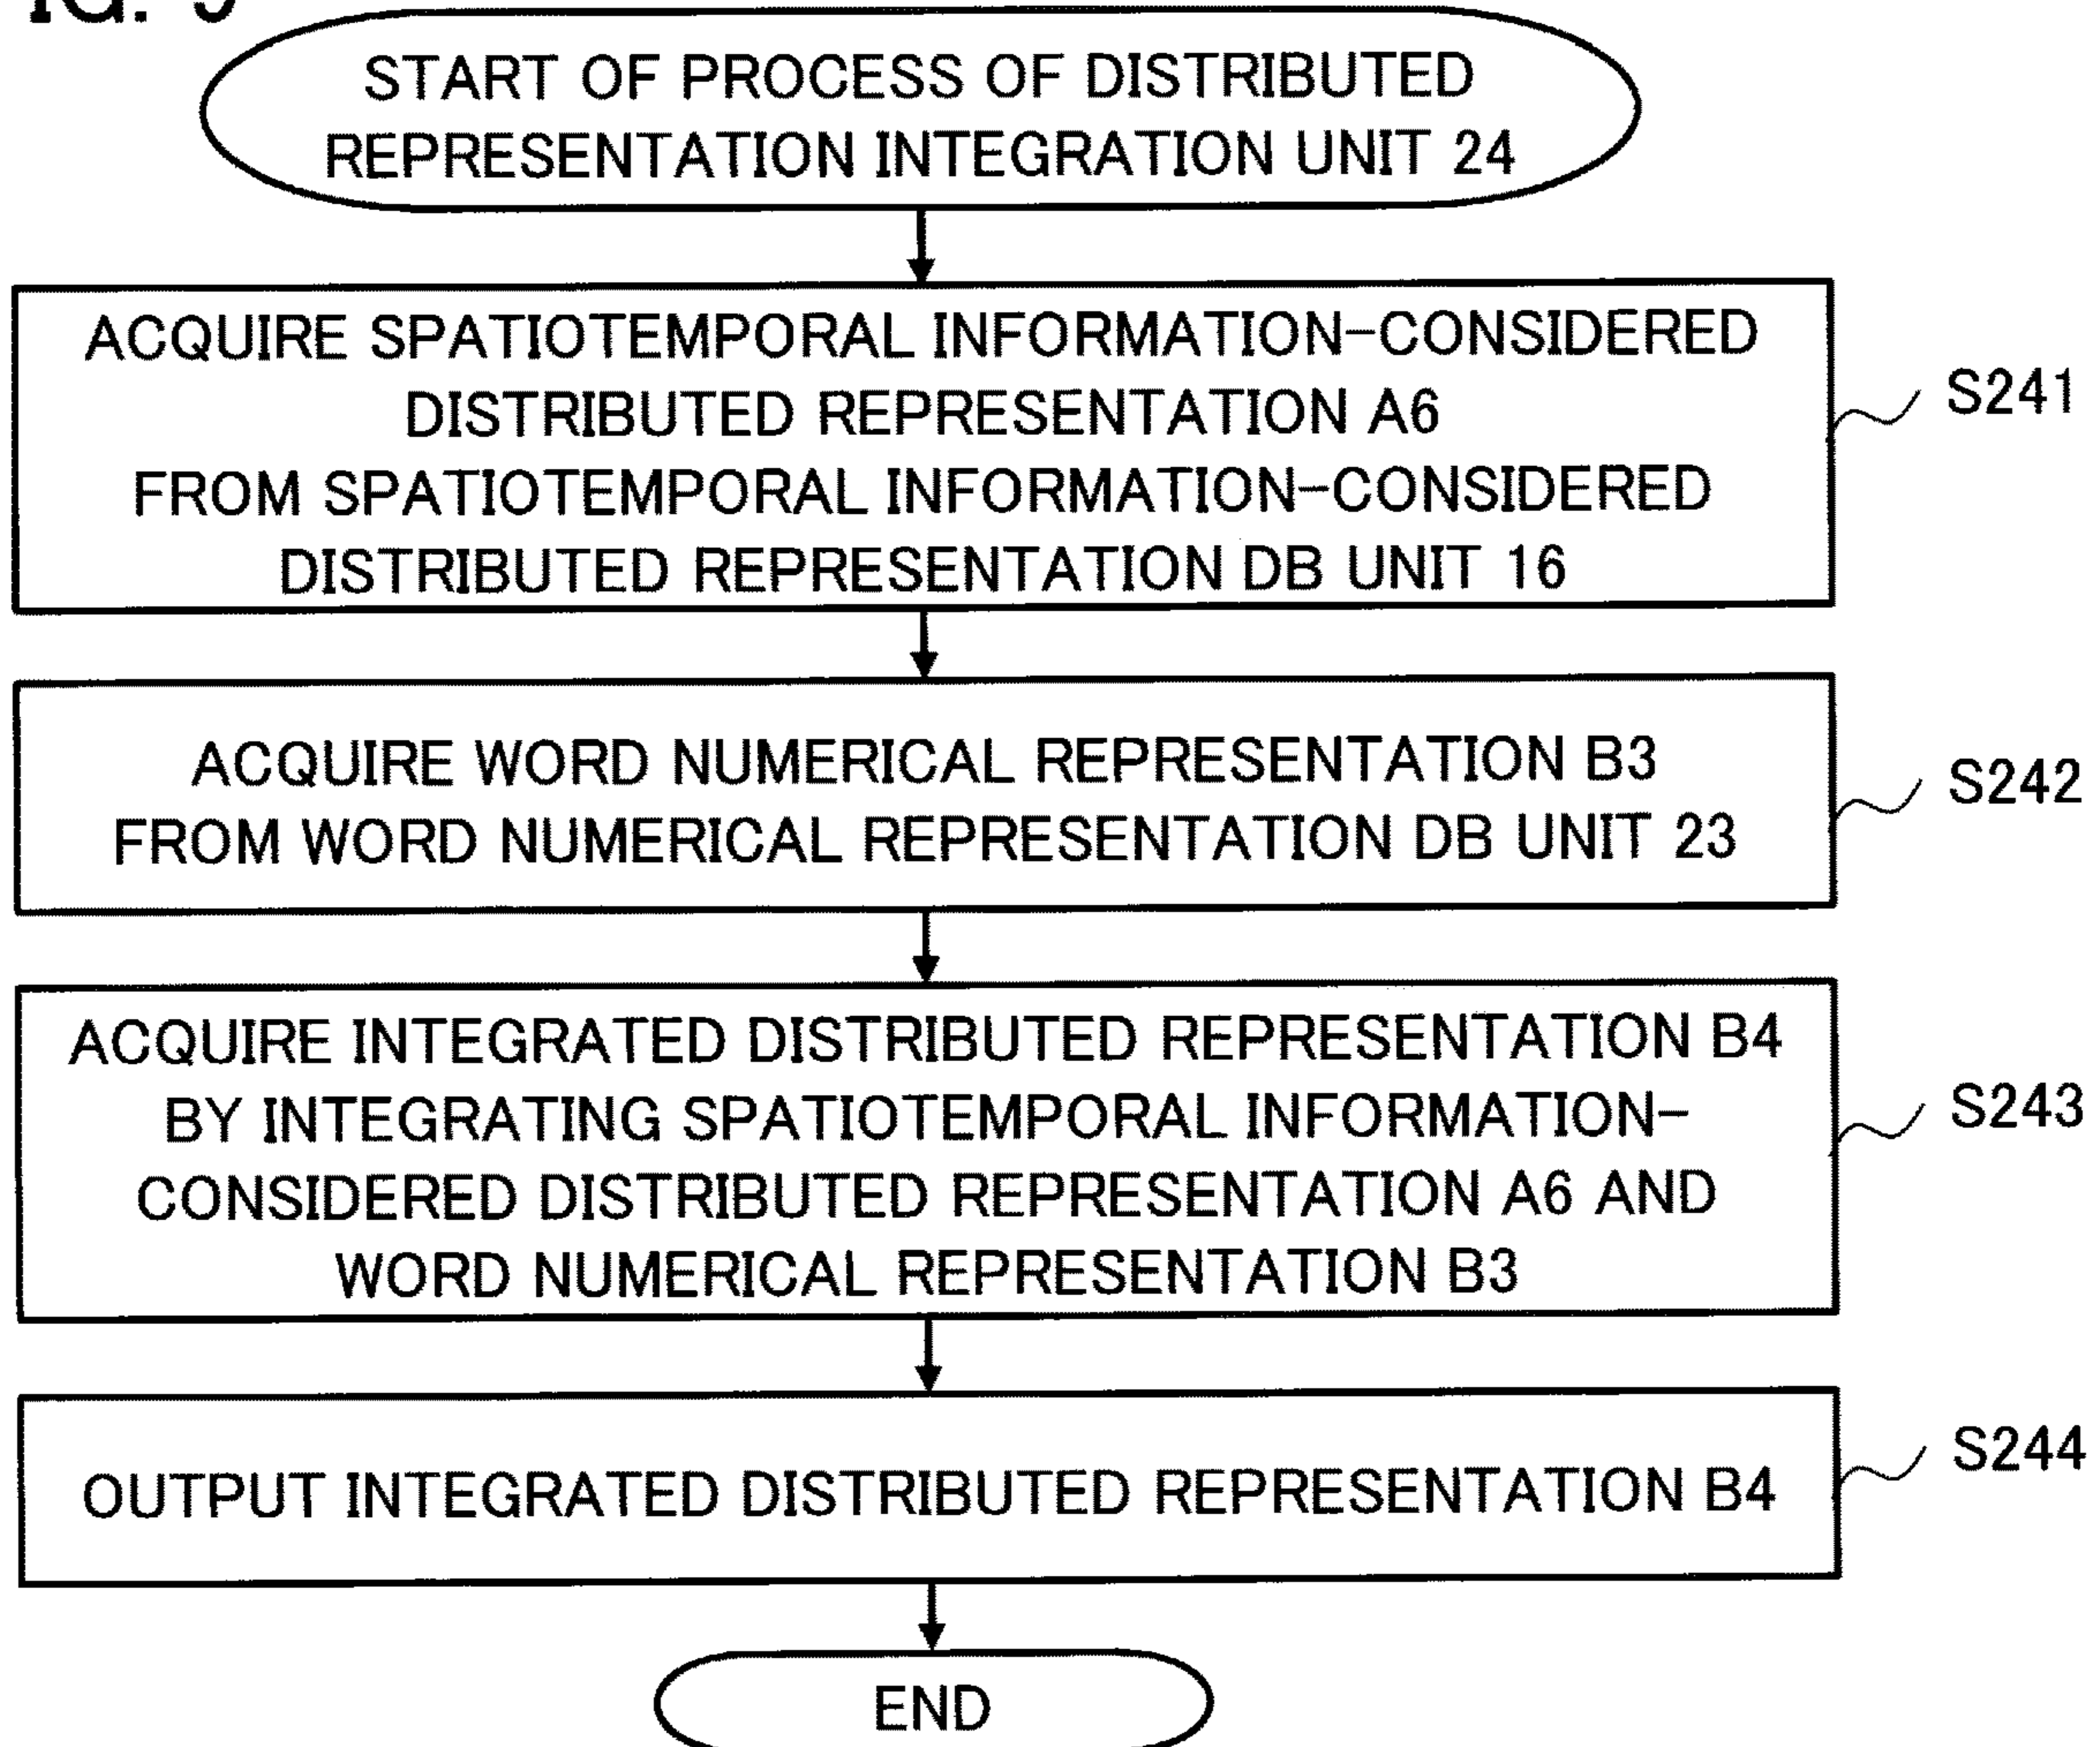 FIG. 9
START OF PROCESS OF DISTRIBUTED
REPRESENTATION INTEGRATION UNIT 24
ACQUIRE SPATIOTEMPORAL INFORMATION-CONSIDERED
DISTRIBUTED REPRESENTATION A6
FROM SPATIOTEMPORAL INFORMATION-CONSIDERED
DISTRIBUTED REPRESENTATION DB UNIT 16
S241
ACQUIRE WORD NUMERICAL REPRESENTATION B3
FROM WORD NUMERICAL REPRESENTATION DB UNIT 23
S242
ACQUIRE INTEGRATED DISTRIBUTED REPRESENTATION B4
BY INTEGRATING SPATIOTEMPORAL INFORMATION-
CONSIDERED DISTRIBUTED REPRESENTATION A6 AND
WORD NUMERICAL REPRESENTATION B3
S243
OUTPUT INTEGRATED DISTRIBUTED REPRESENTATION B4
S244
END